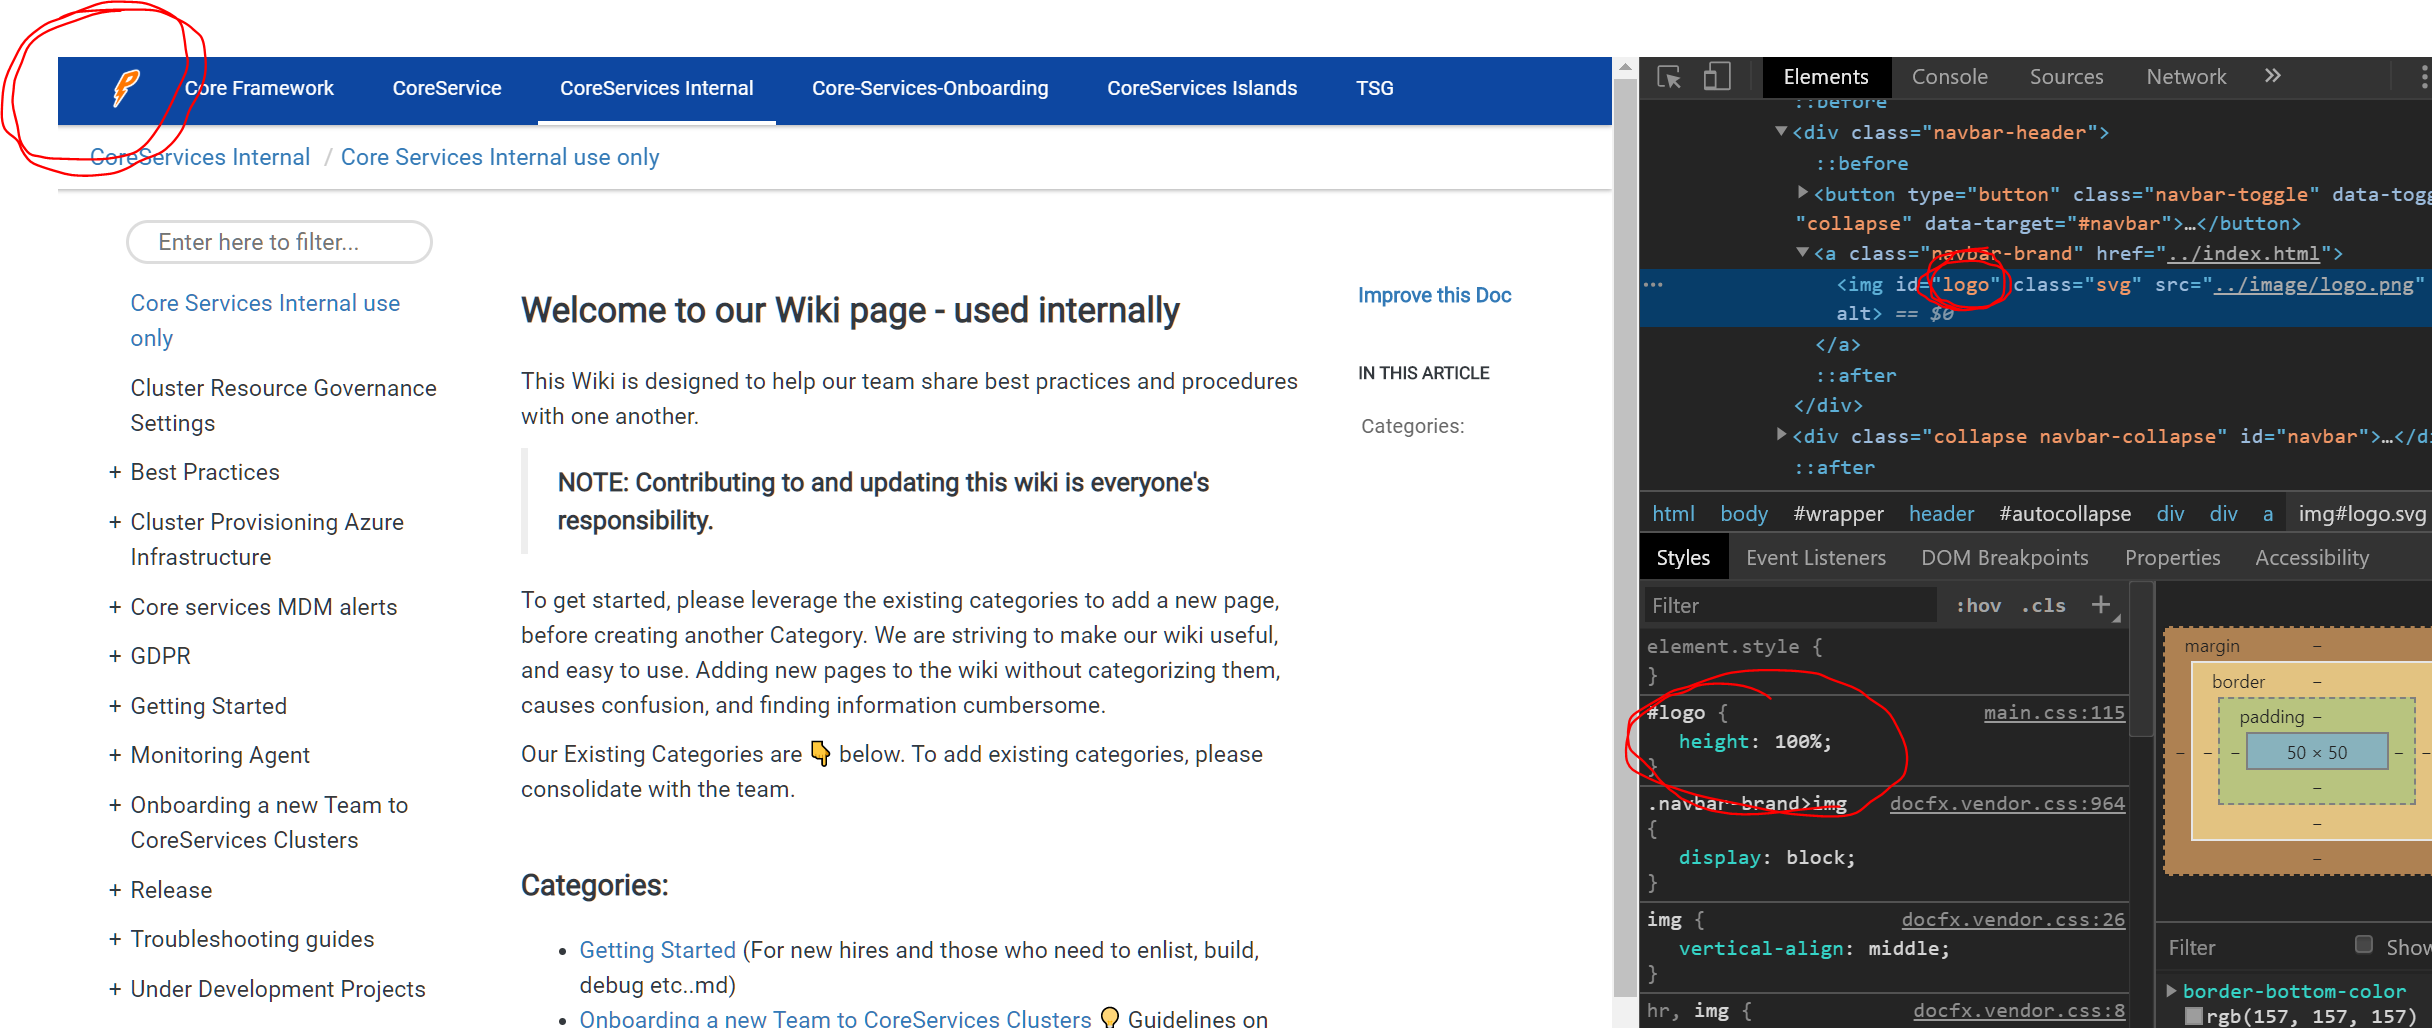 Core Framework
CoreService
CoreServices Internal
Core-Services-Onboarding
CoreServices Islands
TSG
CoreServices Internal / Core Services Internal use only
Enter here to filter...
Core Services Internal use
only
Cluster Resource Governance
Settings
+ Best Practices
+ Cluster Provisioning Azure
Infrastructure
+ Core services MDM alerts
+ GDPR
+ Getting Started
+ Monitoring Agent
+ Onboarding a new Team to
CoreServices Clusters
+ Release
+ Troubleshooting guides
+ Under Development Projects
Welcome to our Wiki page - used internally
This Wiki is designed to help our team share best practices and procedures
with one another.
NOTE: Contributing to and updating this wiki is everyone's
responsibility.
To get started, please leverage the existing categories to add a new page,
before creating another Category. We are striving to make our wiki useful,
and easy to use. Adding new pages to the wiki without categorizing them,
causes confusion, and finding information cumbersome.
Our Existing Categories are 👇 below. To add existing categories, please
consolidate with the team.
Categories:
• Getting Started (For new hires and those who need to enlist, build,
debug etc..md)
• Onboarding a new Team to CoreServices Clusters 💡 Guidelines on
Improve this Doc
IN THIS ARTICLE
Categories:
Elements
Console
Sources
Network
::before
<div class="navbar-header">
::before
<button type="button" class="navbar-toggle" data-togg
"collapse" data-target="#navbar">…</button>
<a class="navbar-brand" href="../index.html">
<img id="logo" class="svg" src="../image/logo.png"
alt> == $0
</a>
::after
</div>
<div class="collapse navbar-collapse" id="navbar">…</di
::after
html body #wrapper header #autocollapse div div a img#logo.svg
Styles
Event Listeners
DOM Breakpoints
Properties
Accessibility
Filter
:hov .cls +
element.style {
}
#logo { main.css:115
height: 100%;
}
.navbar-brand>img docfx.vendor.css:964
{
display: block;
}
img { docfx.vendor.css:26
vertical-align: middle;
}
hr, img { docfx.vendor.css:8
margin –
border –
padding –
– – – 50 × 50 – –
–
–
–
Filter
Show
border-bottom-color
rgb(157, 157, 157)